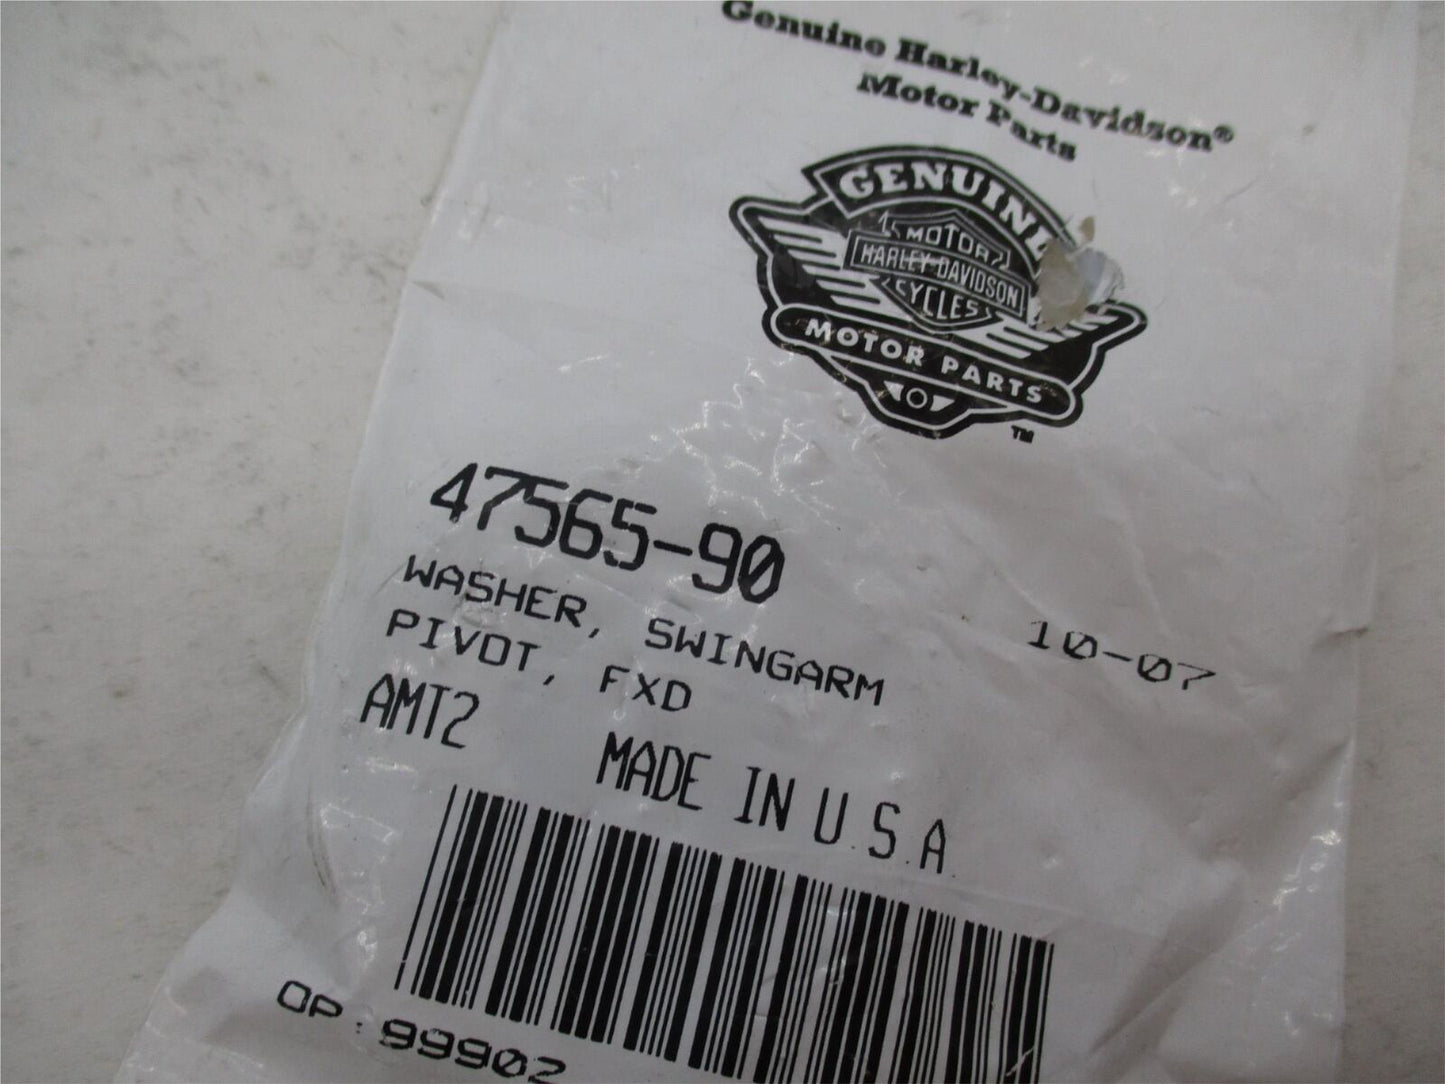 Genuine Harley-Davidson®
Motor Parts
GENUINE
MOTOR
HARLEY-DAVIDSON
CYCLES
MOTOR PARTS
TM
47565-90
WASHER, SWINGARM
PIVOT, FXD
10-07
AMT2
MADE IN U.S.A.
OP: 99902